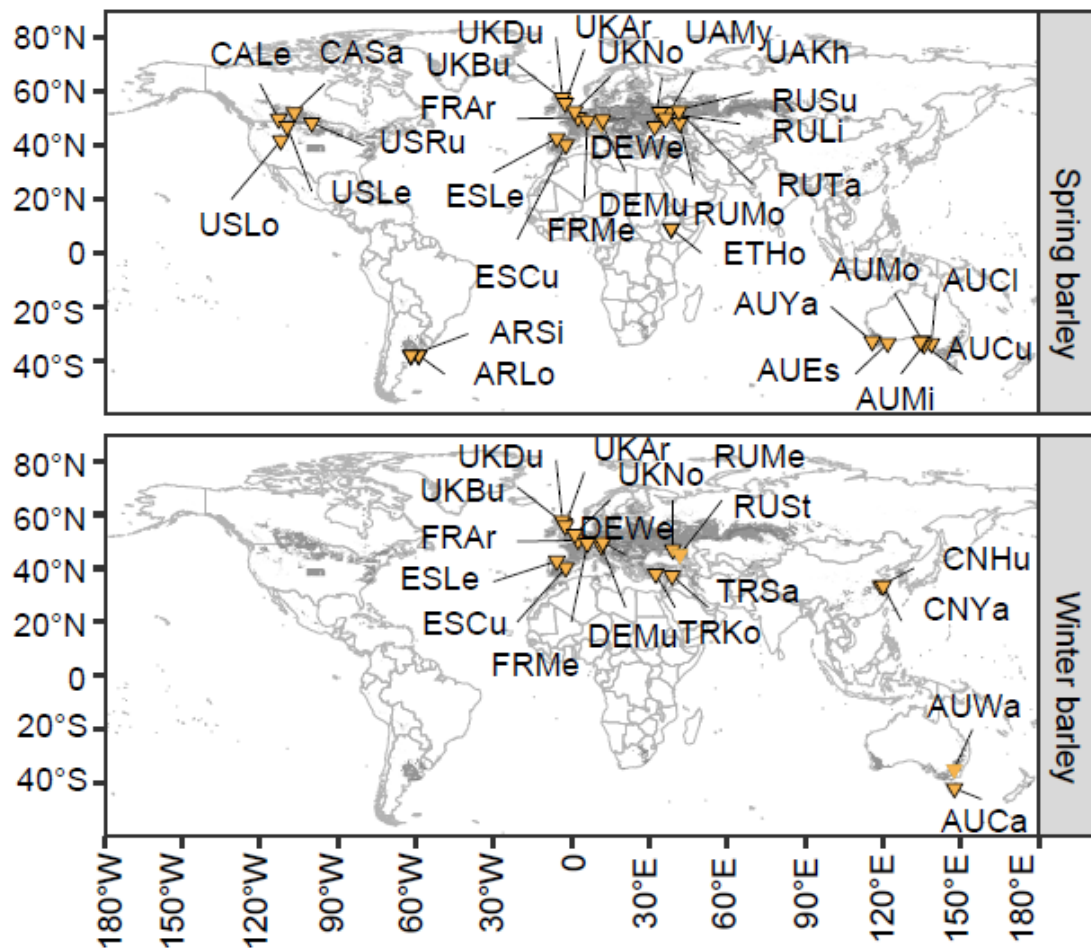 80°N
60°N
40°N
20°N
0
20°S
40°S
UKDu
UKAr
UAMy
CALe
CASa
UKBu
UKNo
UAKh
FRAr
RUSu
USRu
DEWe
RULi
ESLe
USLe
DEMu
RUMo
RUTa
USLo
FRMe
ETHo
ESCu
AUMo
AUCl
AUYa
ARSi
AUCu
ARLo
AUEs
AUMi
Spring barley
80°N
60°N
40°N
20°N
0
20°S
40°S
UKDu
UKAr
RUMe
UKBu
UKNo
RUSt
FRAr
DEWe
ESLe
CNHu
TRSa
ESCu
DEMu
TRKo
CNYa
FRMe
AUWa
AUCa
Winter barley
180°W
150°W
120°W
90°W
60°W
30°W
0
30°E
60°E
90°E
120°E
150°E
180°E